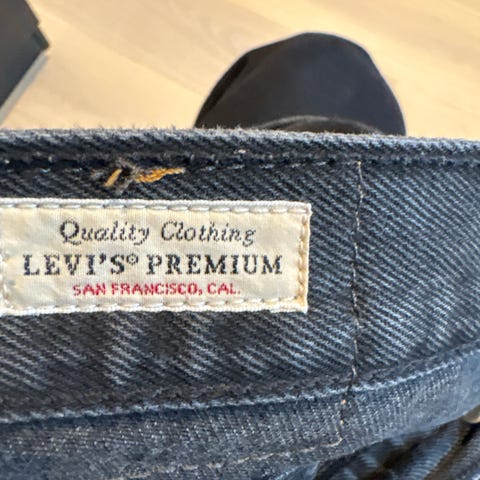 Quality Clothing
LEVI'S® PREMIUM
SAN FRANCISCO, CAL.